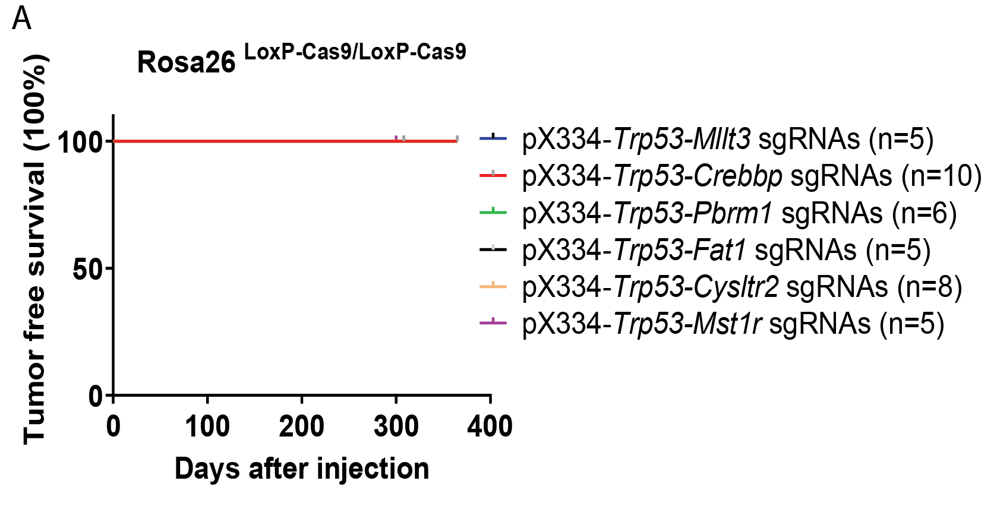 A
Rosa26 LoxP-Cas9/LoxP-Cas9
Tumor free survival (100%)
100
50
0
0 100 200 300 400
Days after injection
pX334-Trp53-Mllt3 sgRNAs (n=5)
pX334-Trp53-Crebbp sgRNAs (n=10)
pX334-Trp53-Pbrm1 sgRNAs (n=6)
pX334-Trp53-Fat1 sgRNAs (n=5)
pX334-Trp53-Cysltr2 sgRNAs (n=8)
pX334-Trp53-Mst1r sgRNAs (n=5)